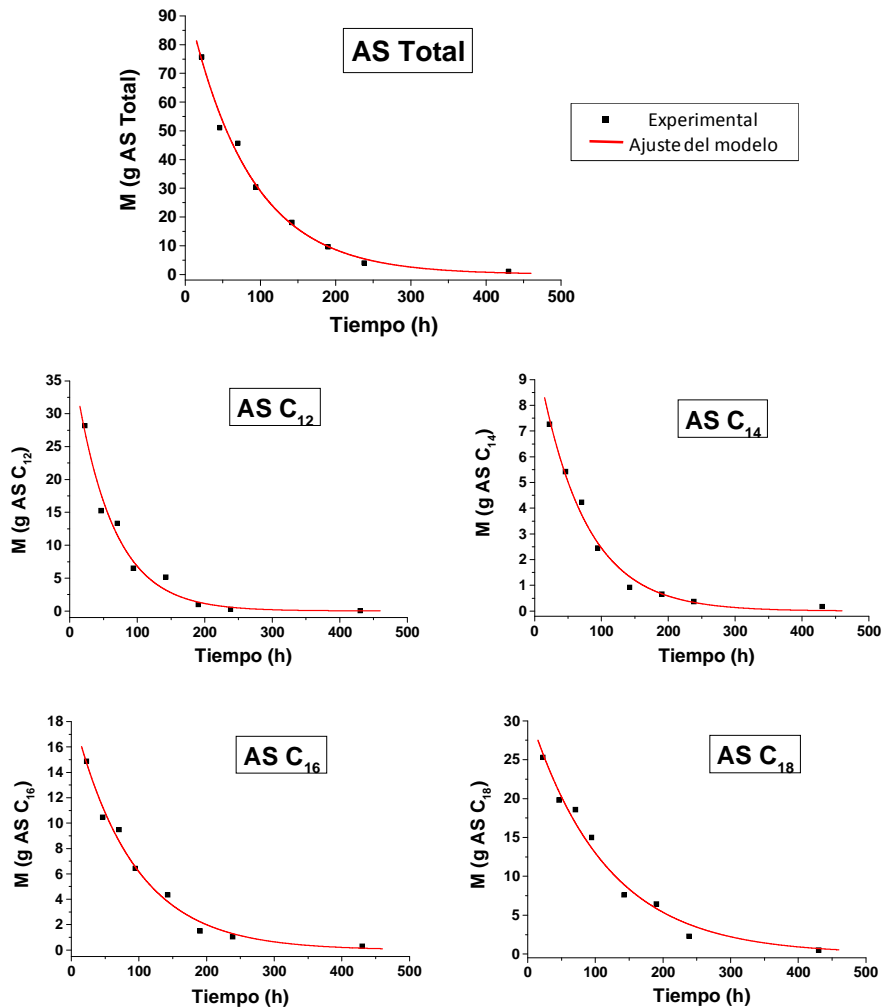 AS Total
M (g AS Total)
90
80
70
60
50
40
30
20
10
0
0 100 200 300 400 500
Tiempo (h)
Experimental
Ajuste del modelo
AS C12
M (g AS C12)
35
30
25
20
15
10
5
0
0 100 200 300 400 500
Tiempo (h)
AS C14
M (g AS C14)
9
8
7
6
5
4
3
2
1
0
0 100 200 300 400 500
Tiempo (h)
AS C16
M (g AS C16)
18
16
14
12
10
8
6
4
2
0
0 100 200 300 400 500
Tiempo (h)
AS C18
M (g AS C18)
30
25
20
15
10
5
0
0 100 200 300 400 500
Tiempo (h)